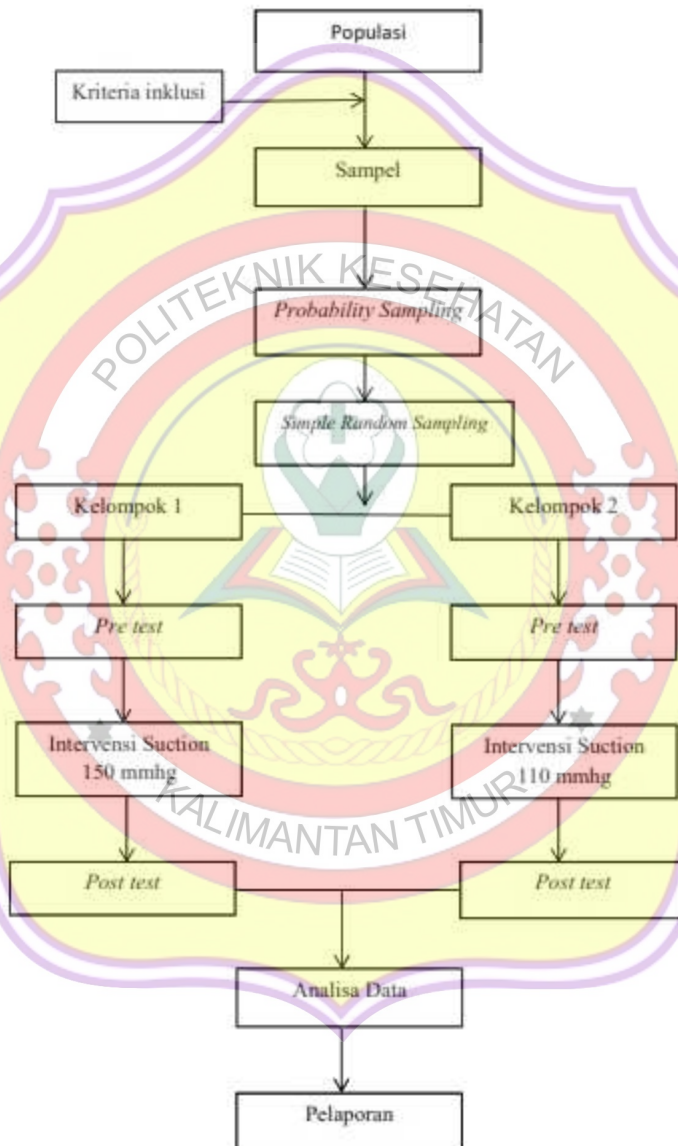 Populasi
Kriteria inklusi
Sampel
POLITEKNIK KESEHATAN
Probability Sampling
Simple Random Sampling
Kelompok 1
Kelompok 2
Pre test
Pre test
Intervensi Suction
150 mmhg
Intervensi Suction
110 mmhg
KALIMANTAN TIMUR
Post test
Post test
Analisa Data
Pelaporan